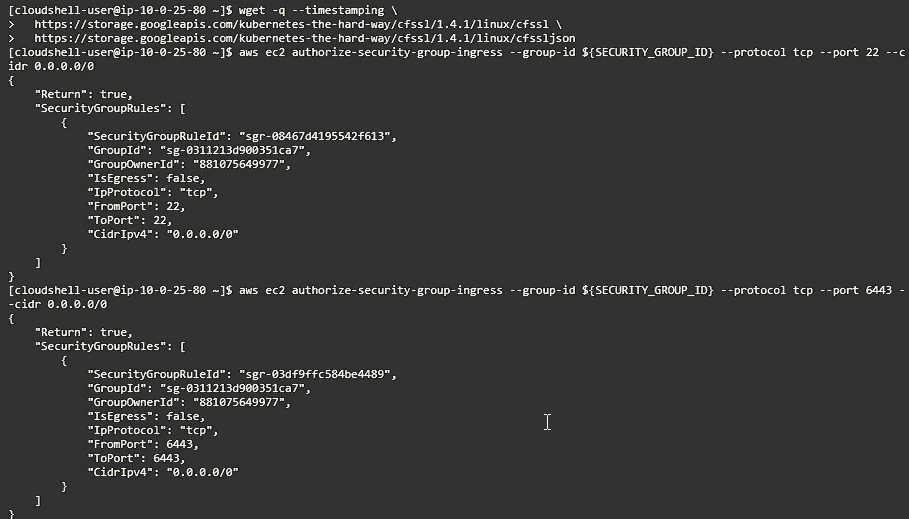 [cloudshell-user@ip-10-0-25-80 ~]$ wget -q --timestamping \
>   https://storage.googleapis.com/kubernetes-the-hard-way/cfssl/1.4.1/linux/cfssl \
>   https://storage.googleapis.com/kubernetes-the-hard-way/cfssl/1.4.1/linux/cfssljson
[cloudshell-user@ip-10-0-25-80 ~]$ aws ec2 authorize-security-group-ingress --group-id ${SECURITY_GROUP_ID} --protocol tcp --port 22 --c
idr 0.0.0.0/0
{
    "Return": true,
    "SecurityGroupRules": [
        {
            "SecurityGroupRuleId": "sgr-08467d4195542f613",
            "GroupId": "sg-0311213d900351ca7",
            "GroupOwnerId": "881075649977",
            "IsEgress": false,
            "IpProtocol": "tcp",
            "FromPort": 22,
            "ToPort": 22,
            "CidrIpv4": "0.0.0.0/0"
        }
    ]
}
[cloudshell-user@ip-10-0-25-80 ~]$ aws ec2 authorize-security-group-ingress --group-id ${SECURITY_GROUP_ID} --protocol tcp --port 6443 -
-cidr 0.0.0.0/0
{
    "Return": true,
    "SecurityGroupRules": [
        {
            "SecurityGroupRuleId": "sgr-03df9ffc584be4489",
            "GroupId": "sg-0311213d900351ca7",
            "GroupOwnerId": "881075649977",
            "IsEgress": false,
            "IpProtocol": "tcp",
            "FromPort": 6443,
            "ToPort": 6443,
            "CidrIpv4": "0.0.0.0/0"
        }
    ]
}